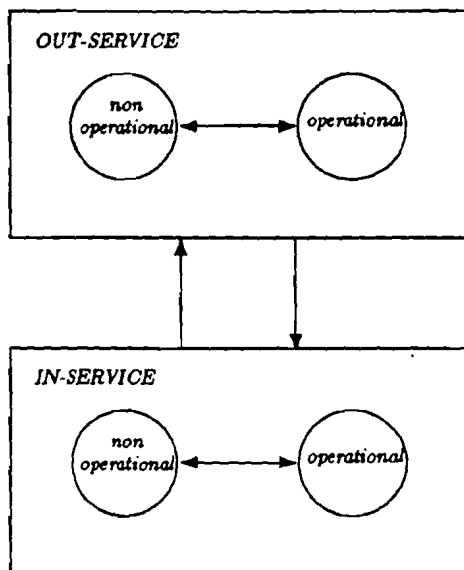 OUT-SERVICE
non
operational
operational
IN-SERVICE
non
operational
operational